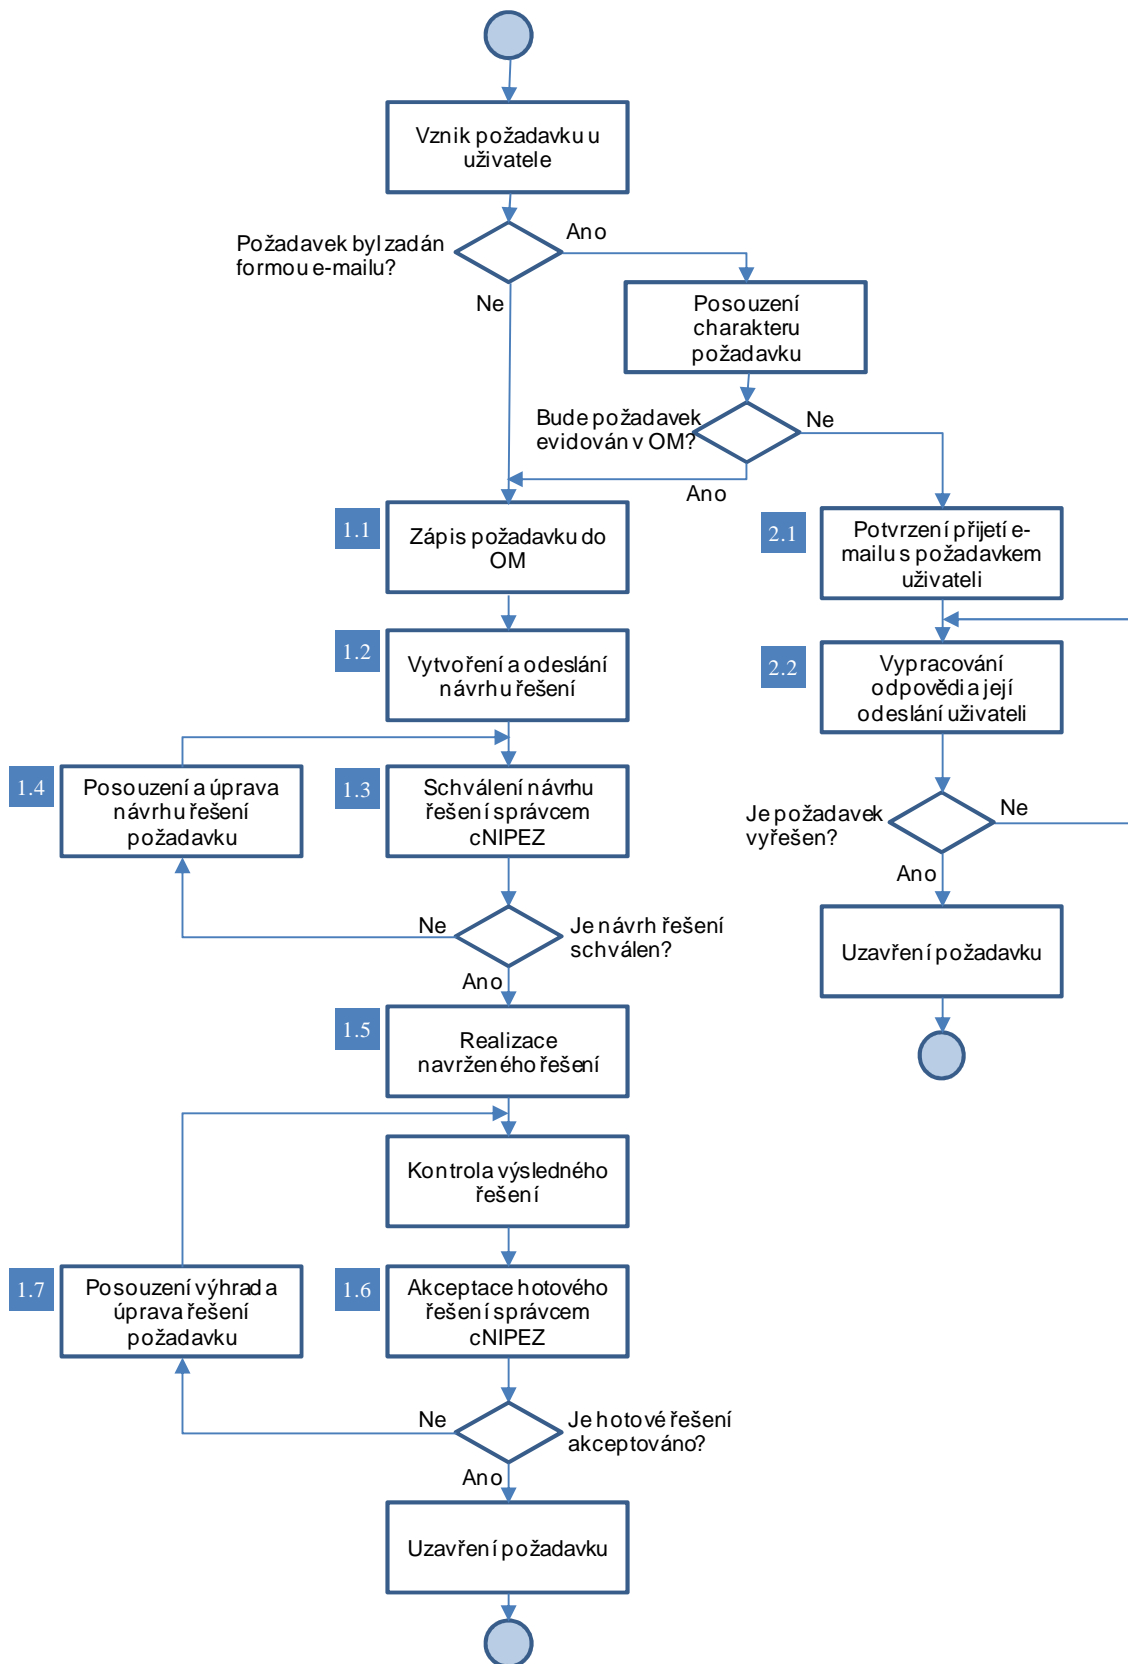 Vznik požadavku u
uživatele
Požadavek byl zadán
formou e-mailu?
Ano
Ne
Posouzení
charakteru
požadavku
Bude požadavek
evidován v OM?
Ne
Ano
1.1
Zápis požadavku do
OM
2.1
Potvrzení přijetí e-
mailu s požadavkem
uživateli
1.2
Vytvoření a odeslání
návrhu řešení
2.2
Vypracování
odpovědi a její
odeslání uživateli
1.4
Posouzení a úprava
návrhu řešení
požadavku
1.3
Schválení návrhu
řešení správcem
cNIPEZ
Je požadavek
vyřešen?
Ne
Ano
Ne
Je návrh řešení
schválen?
Ano
Uzavření požadavku
1.5
Realizace
navrženého řešení
Kontrola výsledného
řešení
1.7
Posouzení výhrad a
úprava řešení
požadavku
1.6
Akceptace hotového
řešení správcem
cNIPEZ
Ne
Je hotové řešení
akceptováno?
Ano
Uzavření požadavku